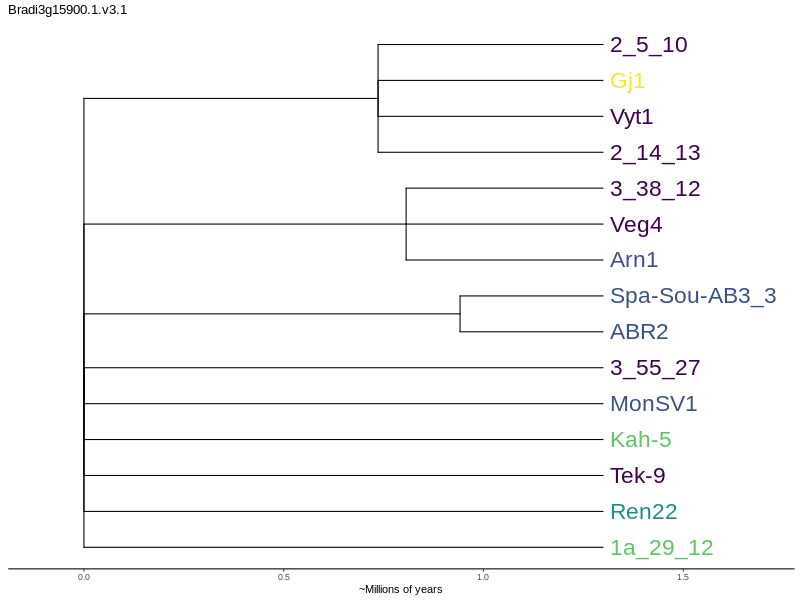 Bradi3g15900.1.v3.1
2_5_10
Gj1
Vyt1
2_14_13
3_38_12
Veg4
Arn1
Spa-Sou-AB3_3
ABR2
3_55_27
MonSV1
Kah-5
Tek-9
Ren22
1a_29_12
0.0 0.5 1.0 1.5
~Millions of years